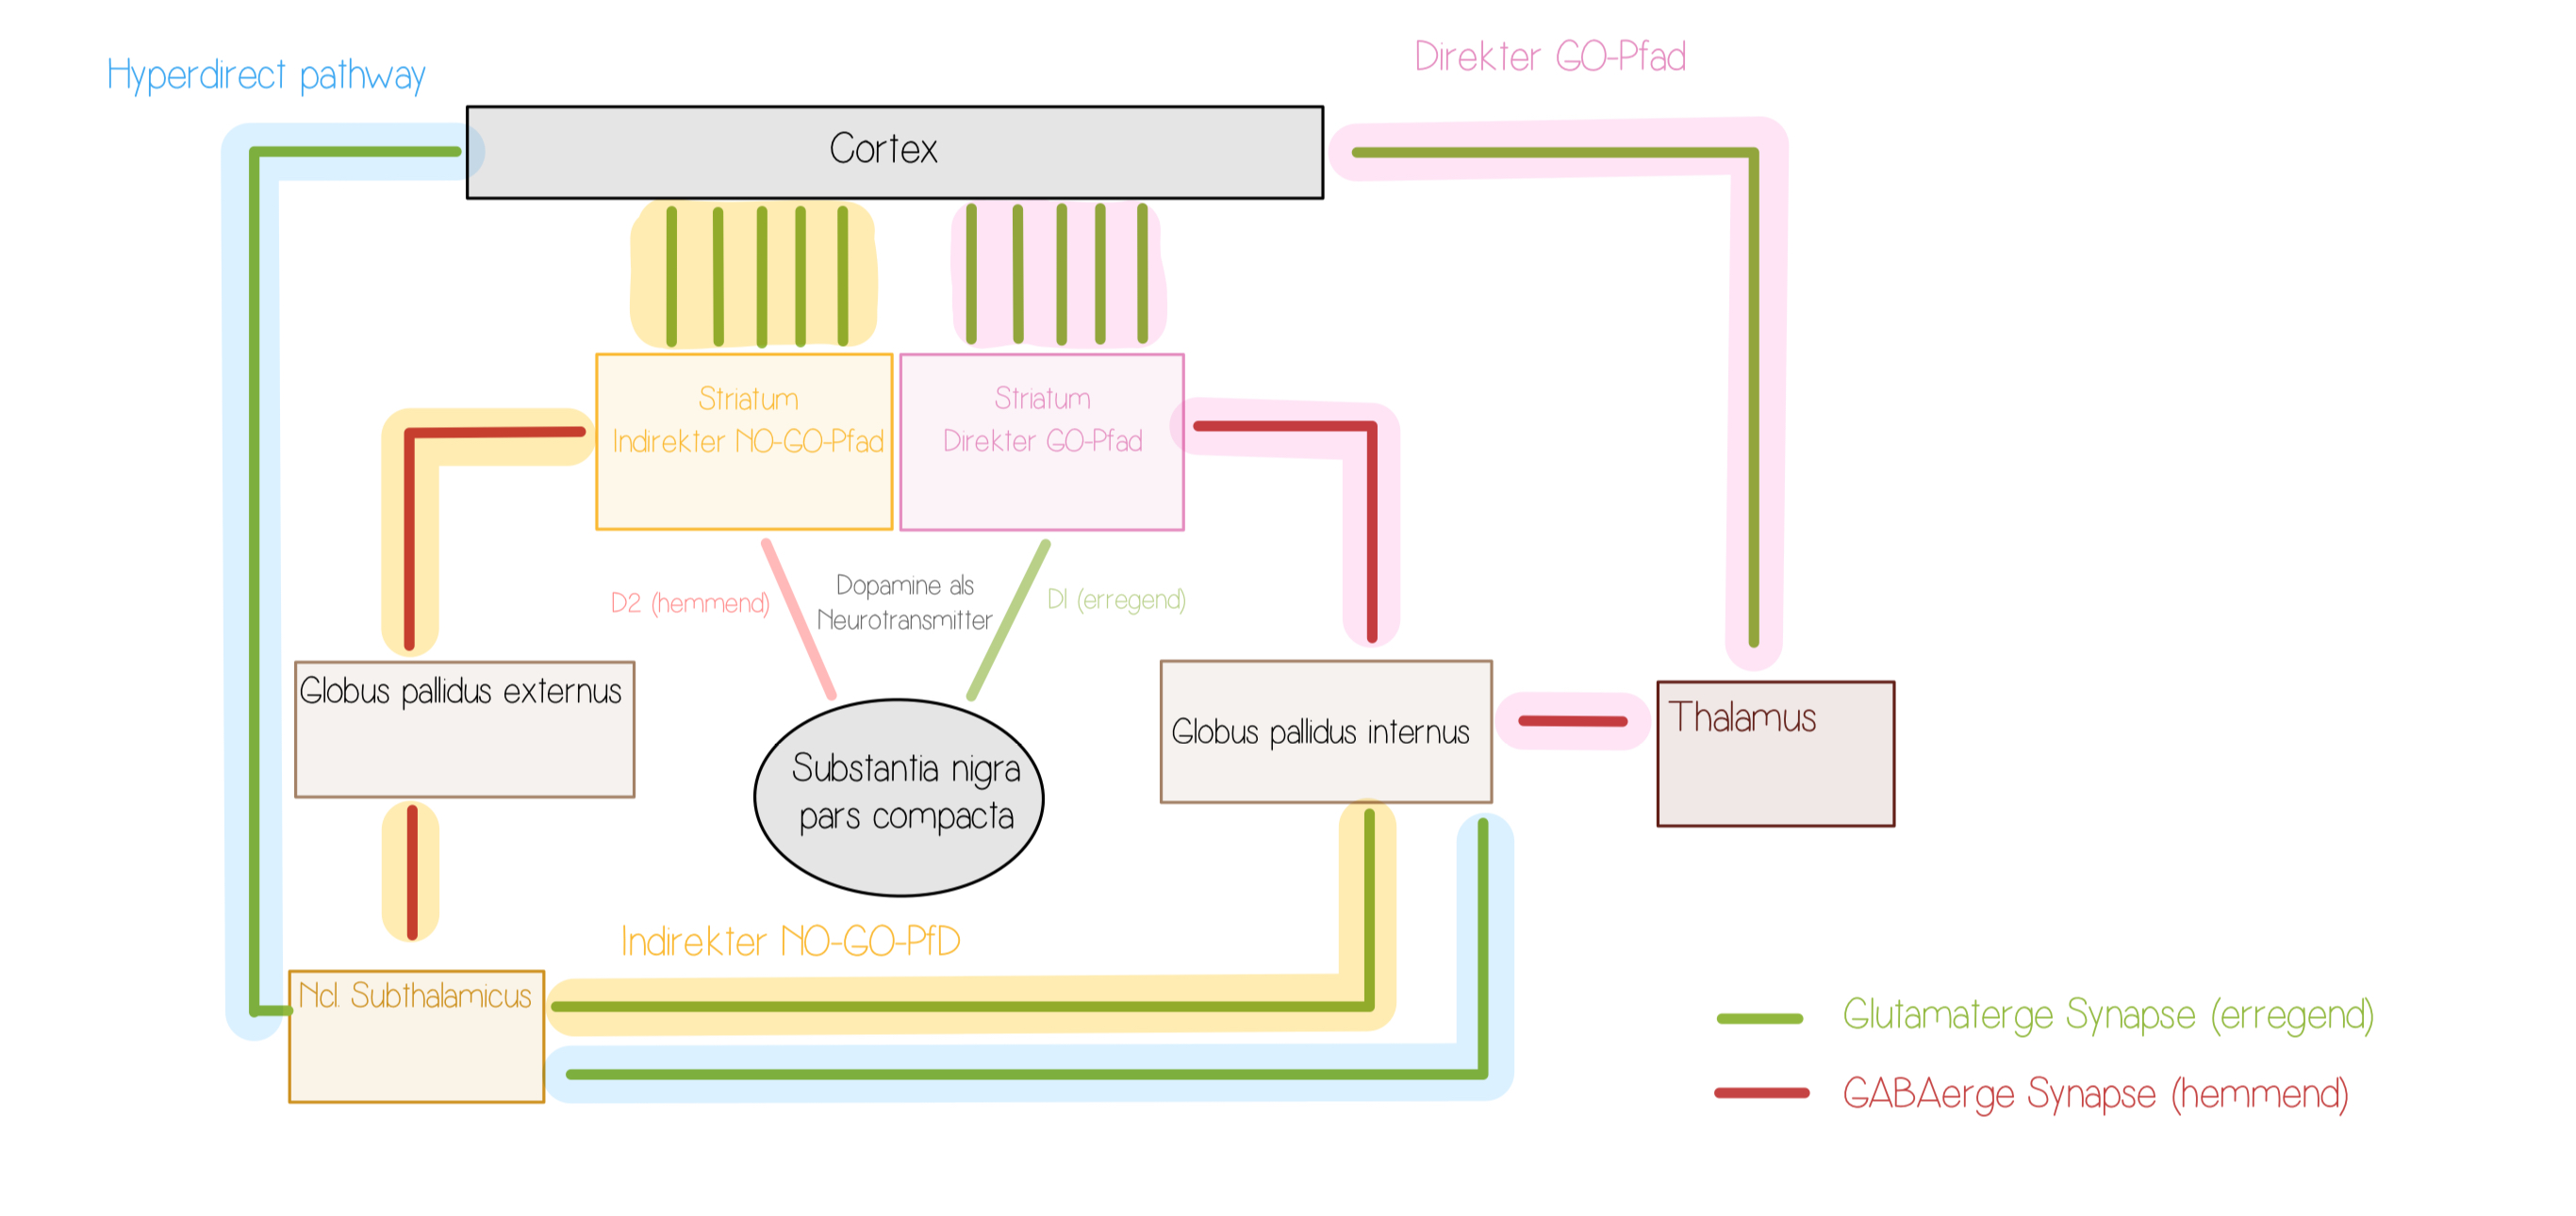 Hyperdirect pathway
Direkter GO-Pfad
Cortex
Striatum
Indirekter NO-GO-Pfad
Striatum
Direkter GO-Pfad
D2 (hemmend)
Dopamine als
Neurotransmitter
D1 (erregend)
Globus pallidus externus
Substantia nigra
pars compacta
Globus pallidus internus
Thalamus
Indirekter NO-GO-PfD
Ncl. Subthalamicus
Glutamaterge Synapse (erregend)
GABAerge Synapse (hemmend)